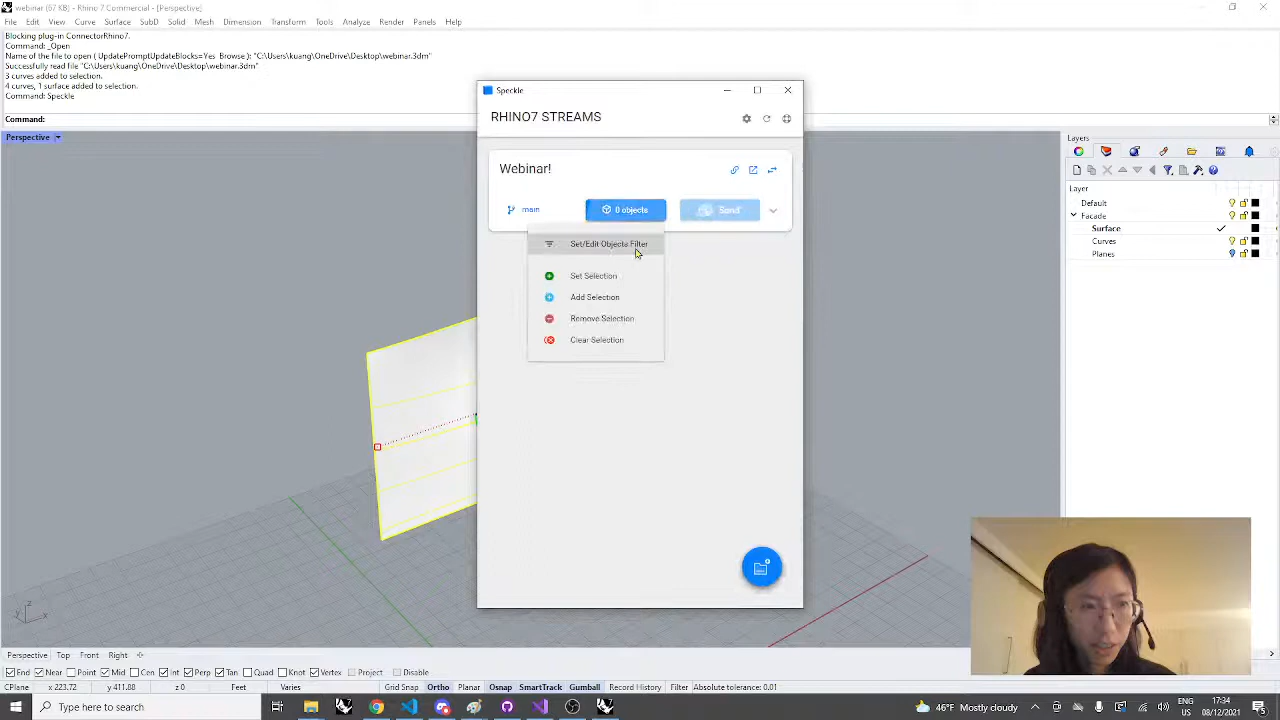 webinar (67 KB) - Rhino 7 Commercial - [Perspective]
File Edit View Curve Surface SubD Solid Mesh Dimension Transform Tools Analyze Render Panels Help
Blocking plug-in ConnectorRhino7.
Command: _Open
Name of the file to open ( UpdatePromptUpdateBlocks=Yes Browse ): "C:\Users\kuang\OneDrive\Desktop\webinar.3dm"
Successfully read file "C:\Users\kuang\OneDrive\Desktop\webinar.3dm"
3 curves added to selection.
4 curves, 1 surface added to selection.
Command: Speckle
Command:
Perspective
Speckle
RHINO7 STREAMS
Webinar!
main
0 objects
Send
Set/Edit Objects Filter
Set Selection
Add Selection
Remove Selection
Clear Selection
Layers
Layer
Default
Facade
Surface
Curves
Planes
z
y
x
Perspective Top Front Right
End Near Point Mid Cen Int Perp Tan Quad Knot Vertex Project Disable
CPlane x 223.72 y 411.88 z 0 Feet Varies Grid Snap Ortho Planar Osnap SmartTrack Gumball Record History Filter Absolute tolerance: 0.01
Type here to search
46°F Mostly cloudy
ENG
17:34
08/12/2021